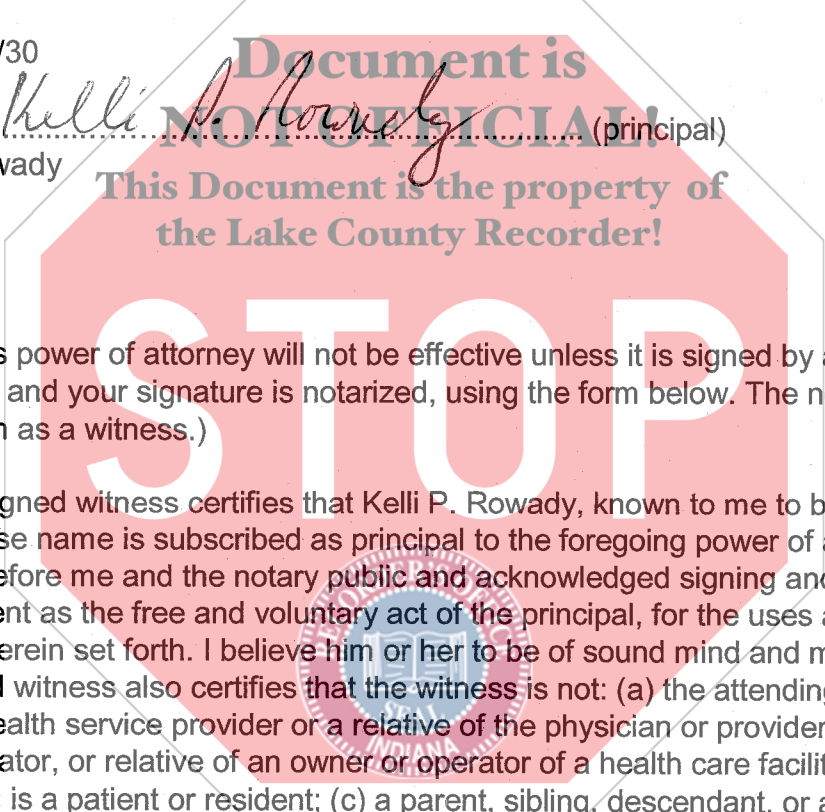 /30
Document is
Kelli P. Rowady
NOT OFFICIAL!
(principal)
wady
This Document is the property of
the Lake County Recorder!
STOP
s power of attorney will not be effective unless it is signed by a
and your signature is notarized, using the form below. The n
n as a witness.)
gned witness certifies that Kelli P. Rowady, known to me to b
se name is subscribed as principal to the foregoing power of a
efore me and the notary public and acknowledged signing and
ent as the free and voluntary act of the principal, for the uses a
erein set forth. I believe him or her to be of sound mind and m
d witness also certifies that the witness is not: (a) the attending
ealth service provider or a relative of the physician or provider
ator, or relative of an owner or operator of a health care facilit
is a patient or resident; (c) a parent, sibling, descendant, or a
SEAL
INDIANA